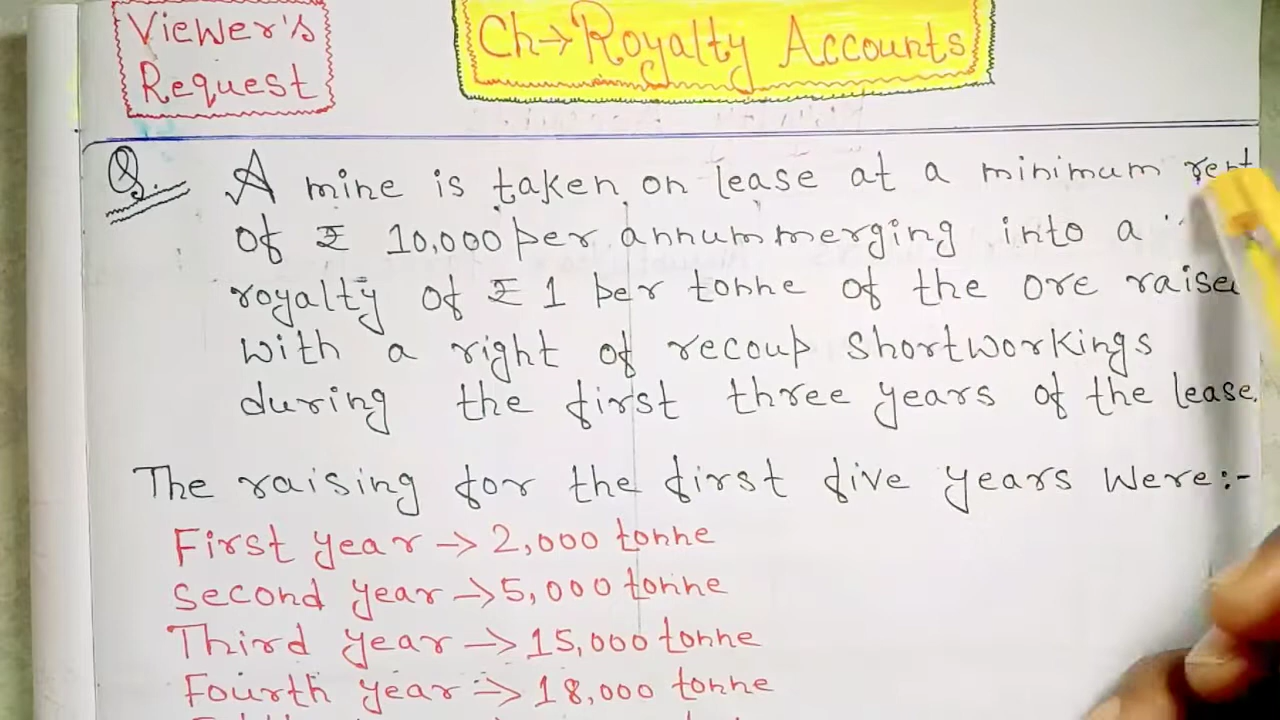 Viewer's
Request
Ch→ Royalty Accounts
Q. A mine is taken on lease at a minimum rent
of ₹ 10,000 per annum merging into a
royalty of ₹ 1 per tonne of the ore raise
with a right of recoup shortworkings
during the first three years of the lease.
The raising for the first five years were:-
First year → 2,000 tonne
Second year → 5,000 tonne
Third year → 15,000 tonne
Fourth year → 18,000 tonne